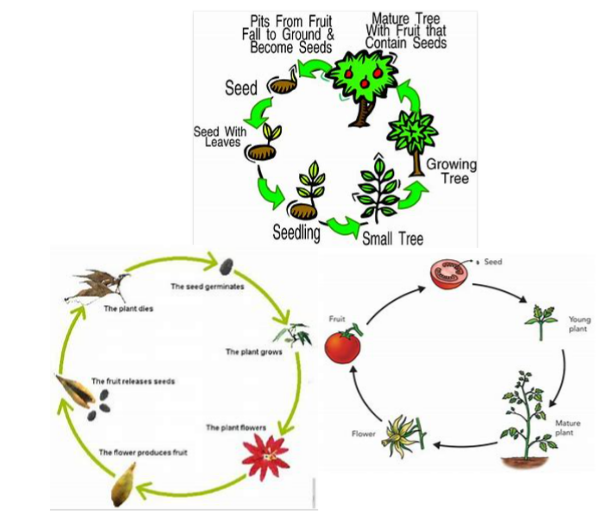 Pits From Fruit
Fall to Ground &
Become Seeds
Mature Tree
With Fruit that
Contain Seeds
Seed
Seed With
Leaves
Growing
Tree
Seedling
Small Tree
The seed germinates
The plant dies
The plant grows
The fruit releases seeds
The plant flowers
The flower produces fruit
Seed
Fruit
Young
plant
Mature
plant
Flower